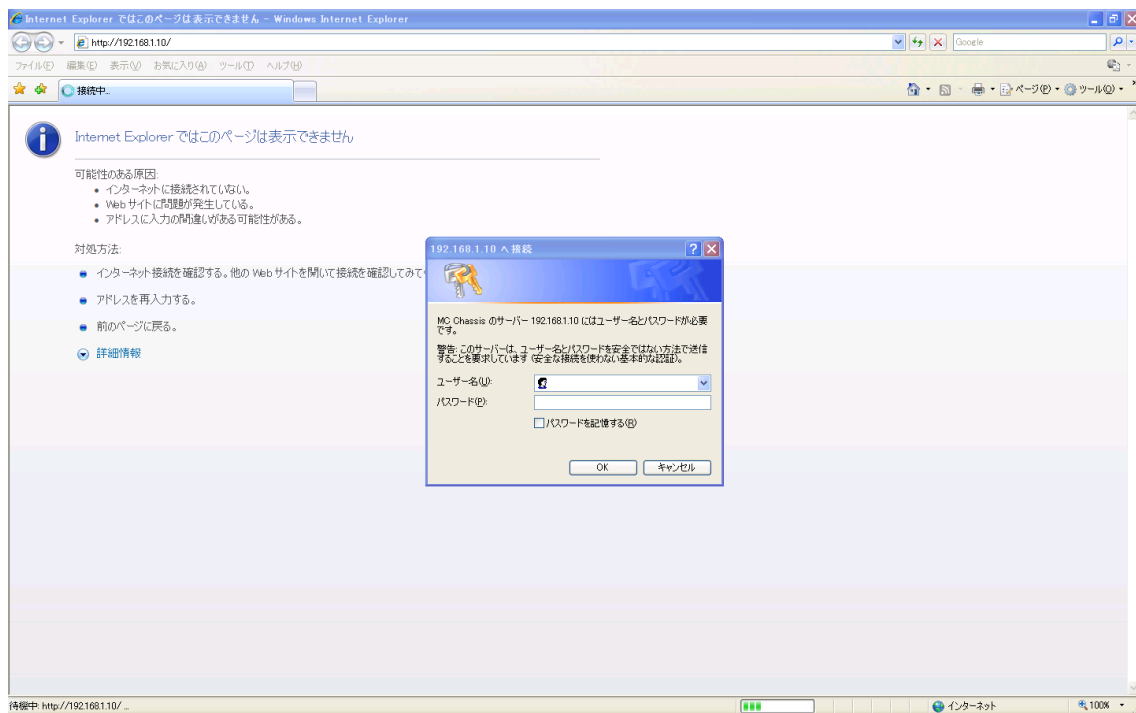 Internet Explorer ではこのページは表示できません - Windows Internet Explorer
http://192.168.1.10/
Google
ファイル(F) 編集(E) 表示(V) お気に入り(A) ツール(T) ヘルプ(H)
接続中...
ページ(P) ツール(O)
Internet Explorer ではこのページは表示できません
可能性のある原因:
インターネットに接続されていない。
Web サイトに問題が発生している。
アドレスに入力の間違いがある可能性がある。
対処方法:
インターネット接続を確認する。他の Web サイトを開いて接続を確認してみて
アドレスを再入力する。
前のページに戻る。
詳細情報
192.168.1.10 へ接続
MC Chassis のサーバー 192.168.1.10 にはユーザー名とパスワードが必要
です。
警告: このサーバーは、ユーザー名とパスワードを安全ではない方法で送信
することを要求しています (安全な接続を使わない基本的な認証)。
ユーザー名(U):
パスワード(P):
パスワードを記憶する(R)
OK キャンセル
待機中: http://192.168.1.10/ ...
インターネット
100%